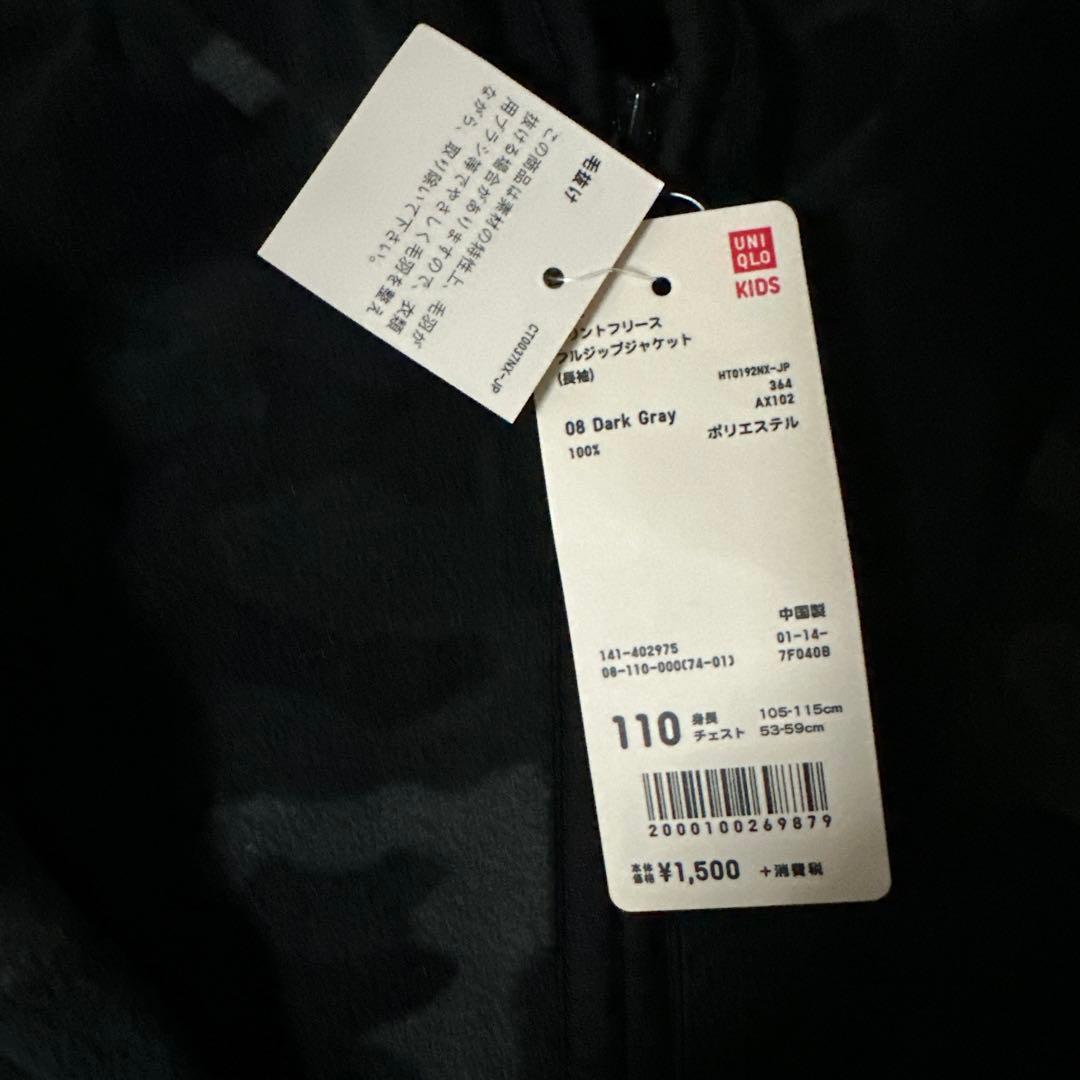 毛抜け
この商品は素材の特性上、毛羽が
抜ける場合がありますので、衣類
用ブラシ等でやさしく毛羽を整え
ながら、取り除いて下さい。
CT0037NX-JP
UNI
QLO
KIDS
リントフリース
フルジップジャケット
(長袖)
HT0192NX-JP
364
AX102
08 Dark Gray
ポリエステル
100%
中国製
141-402975
01-14-
08-110-000(74-01)
7F040B
110 身長 105-115cm
チェスト 53-59cm
2000100269879
本体価格 ¥1,500 +消費税